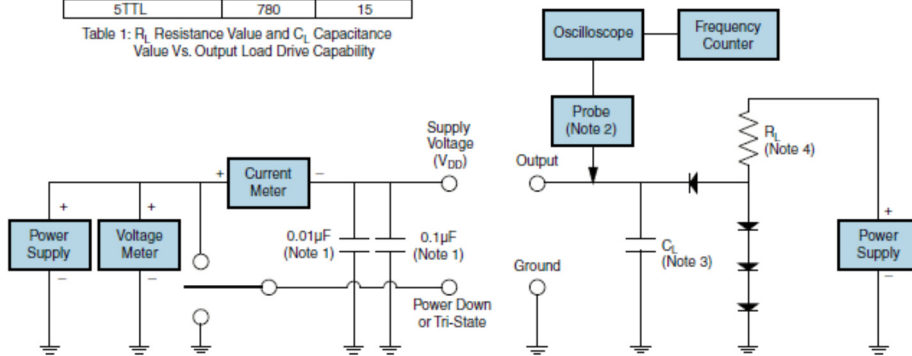 5TTL 780 15
Table 1: RL Resistance Value and CL Capacitance
Value Vs. Output Load Drive Capability
Oscilloscope
Frequency
Counter
Probe
(Note 2)
RL
(Note 4)
Supply
Voltage
(VDD)
Output
+
Current
Meter
–
+
Power
Supply
–
+
Voltage
Meter
–
0.01µF
(Note 1)
0.1µF
(Note 1)
CL
(Note 3)
+
Power
Supply
–
Ground
Power Down
or Tri-State